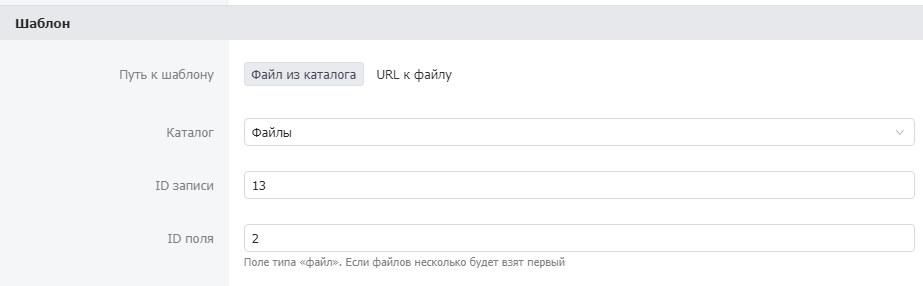 Шаблон
Путь к шаблону Файл из каталога URL к файлу
Каталог Файлы
ID записи 13
ID поля 2
Поле типа «файл». Если файлов несколько будет взят первый